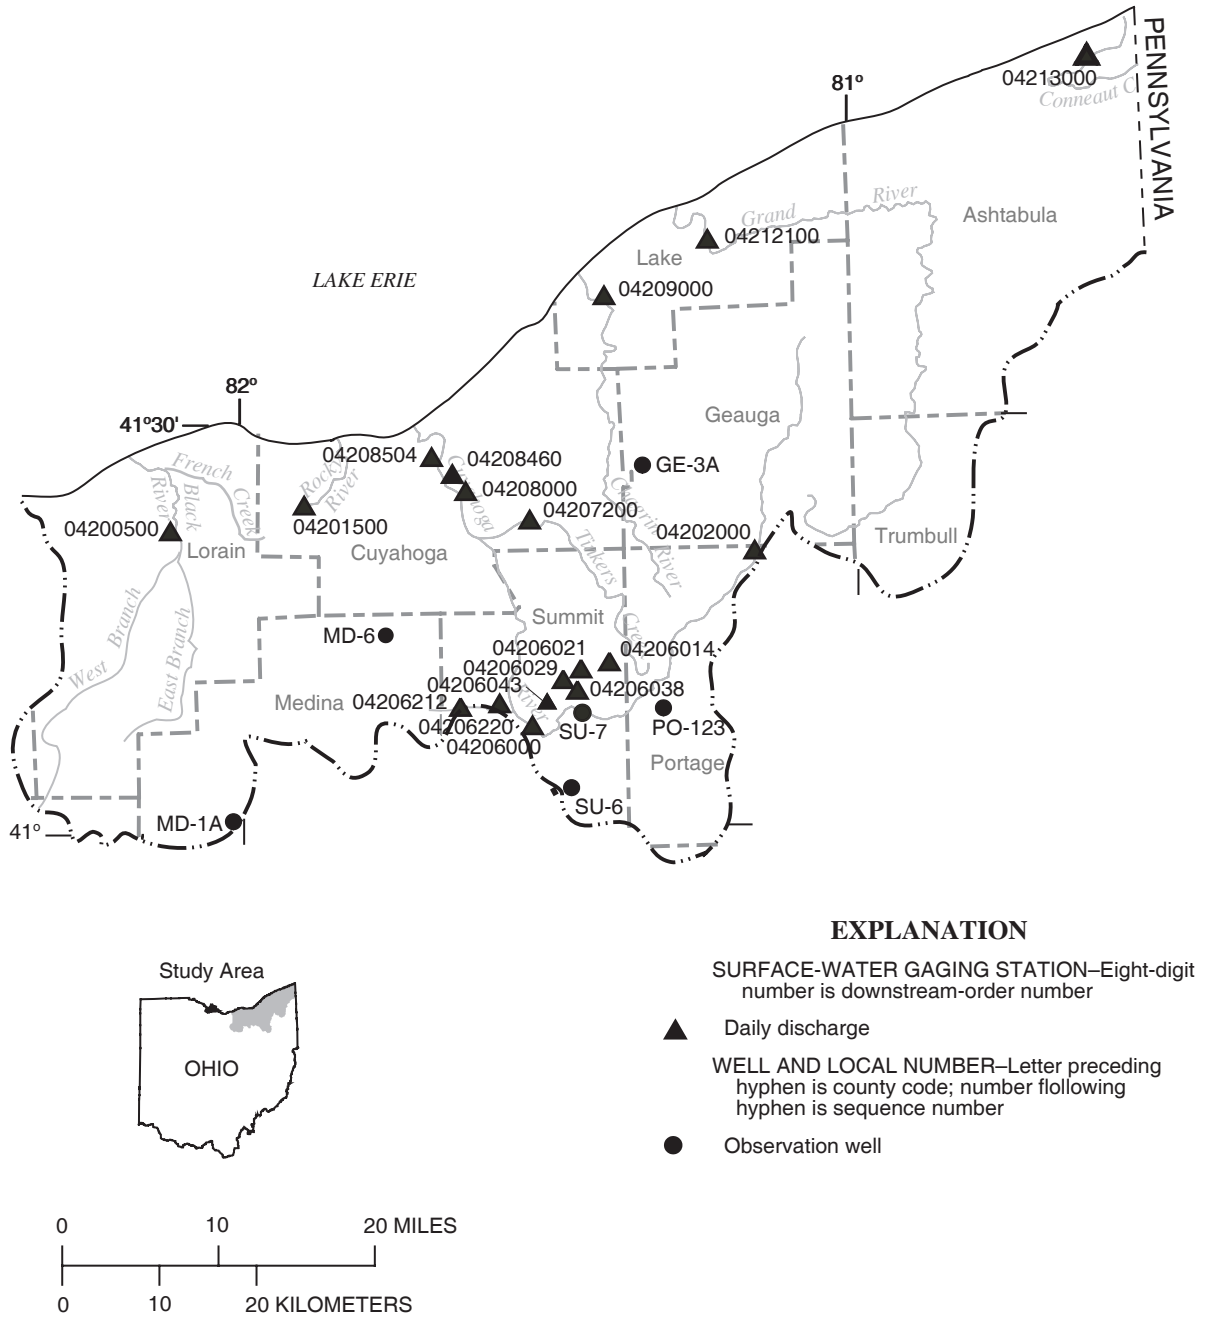 PENNSYLVANIA
04213000
81º
Conneaut C
River
Grand
Ashtabula
04212100
Lake
LAKE ERIE
04209000
82º
Geauga
41º30'
04208504
04208460
French
Rocky
River
GE-3A
River
Black
Creek
04208000
Cuyahoga
04207200
Chagrin
River
04201500
04200500
Lorain
Cuyahoga
Tinkers
04202000
Trumbull
West Branch
East Branch
Summit
Creek
MD-6
04206021
04206014
04206029
04206043
04206038
Medina
04206212
River
04206220
SU-7
PO-123
04206000
Portage
SU-6
MD-1A
41º
EXPLANATION
SURFACE-WATER GAGING STATION–Eight-digit
number is downstream-order number
Daily discharge
WELL AND LOCAL NUMBER–Letter preceding
hyphen is county code; number flollowing
hyphen is sequence number
Observation well
Study Area
OHIO
0 10 20 MILES
0 10 20 KILOMETERS